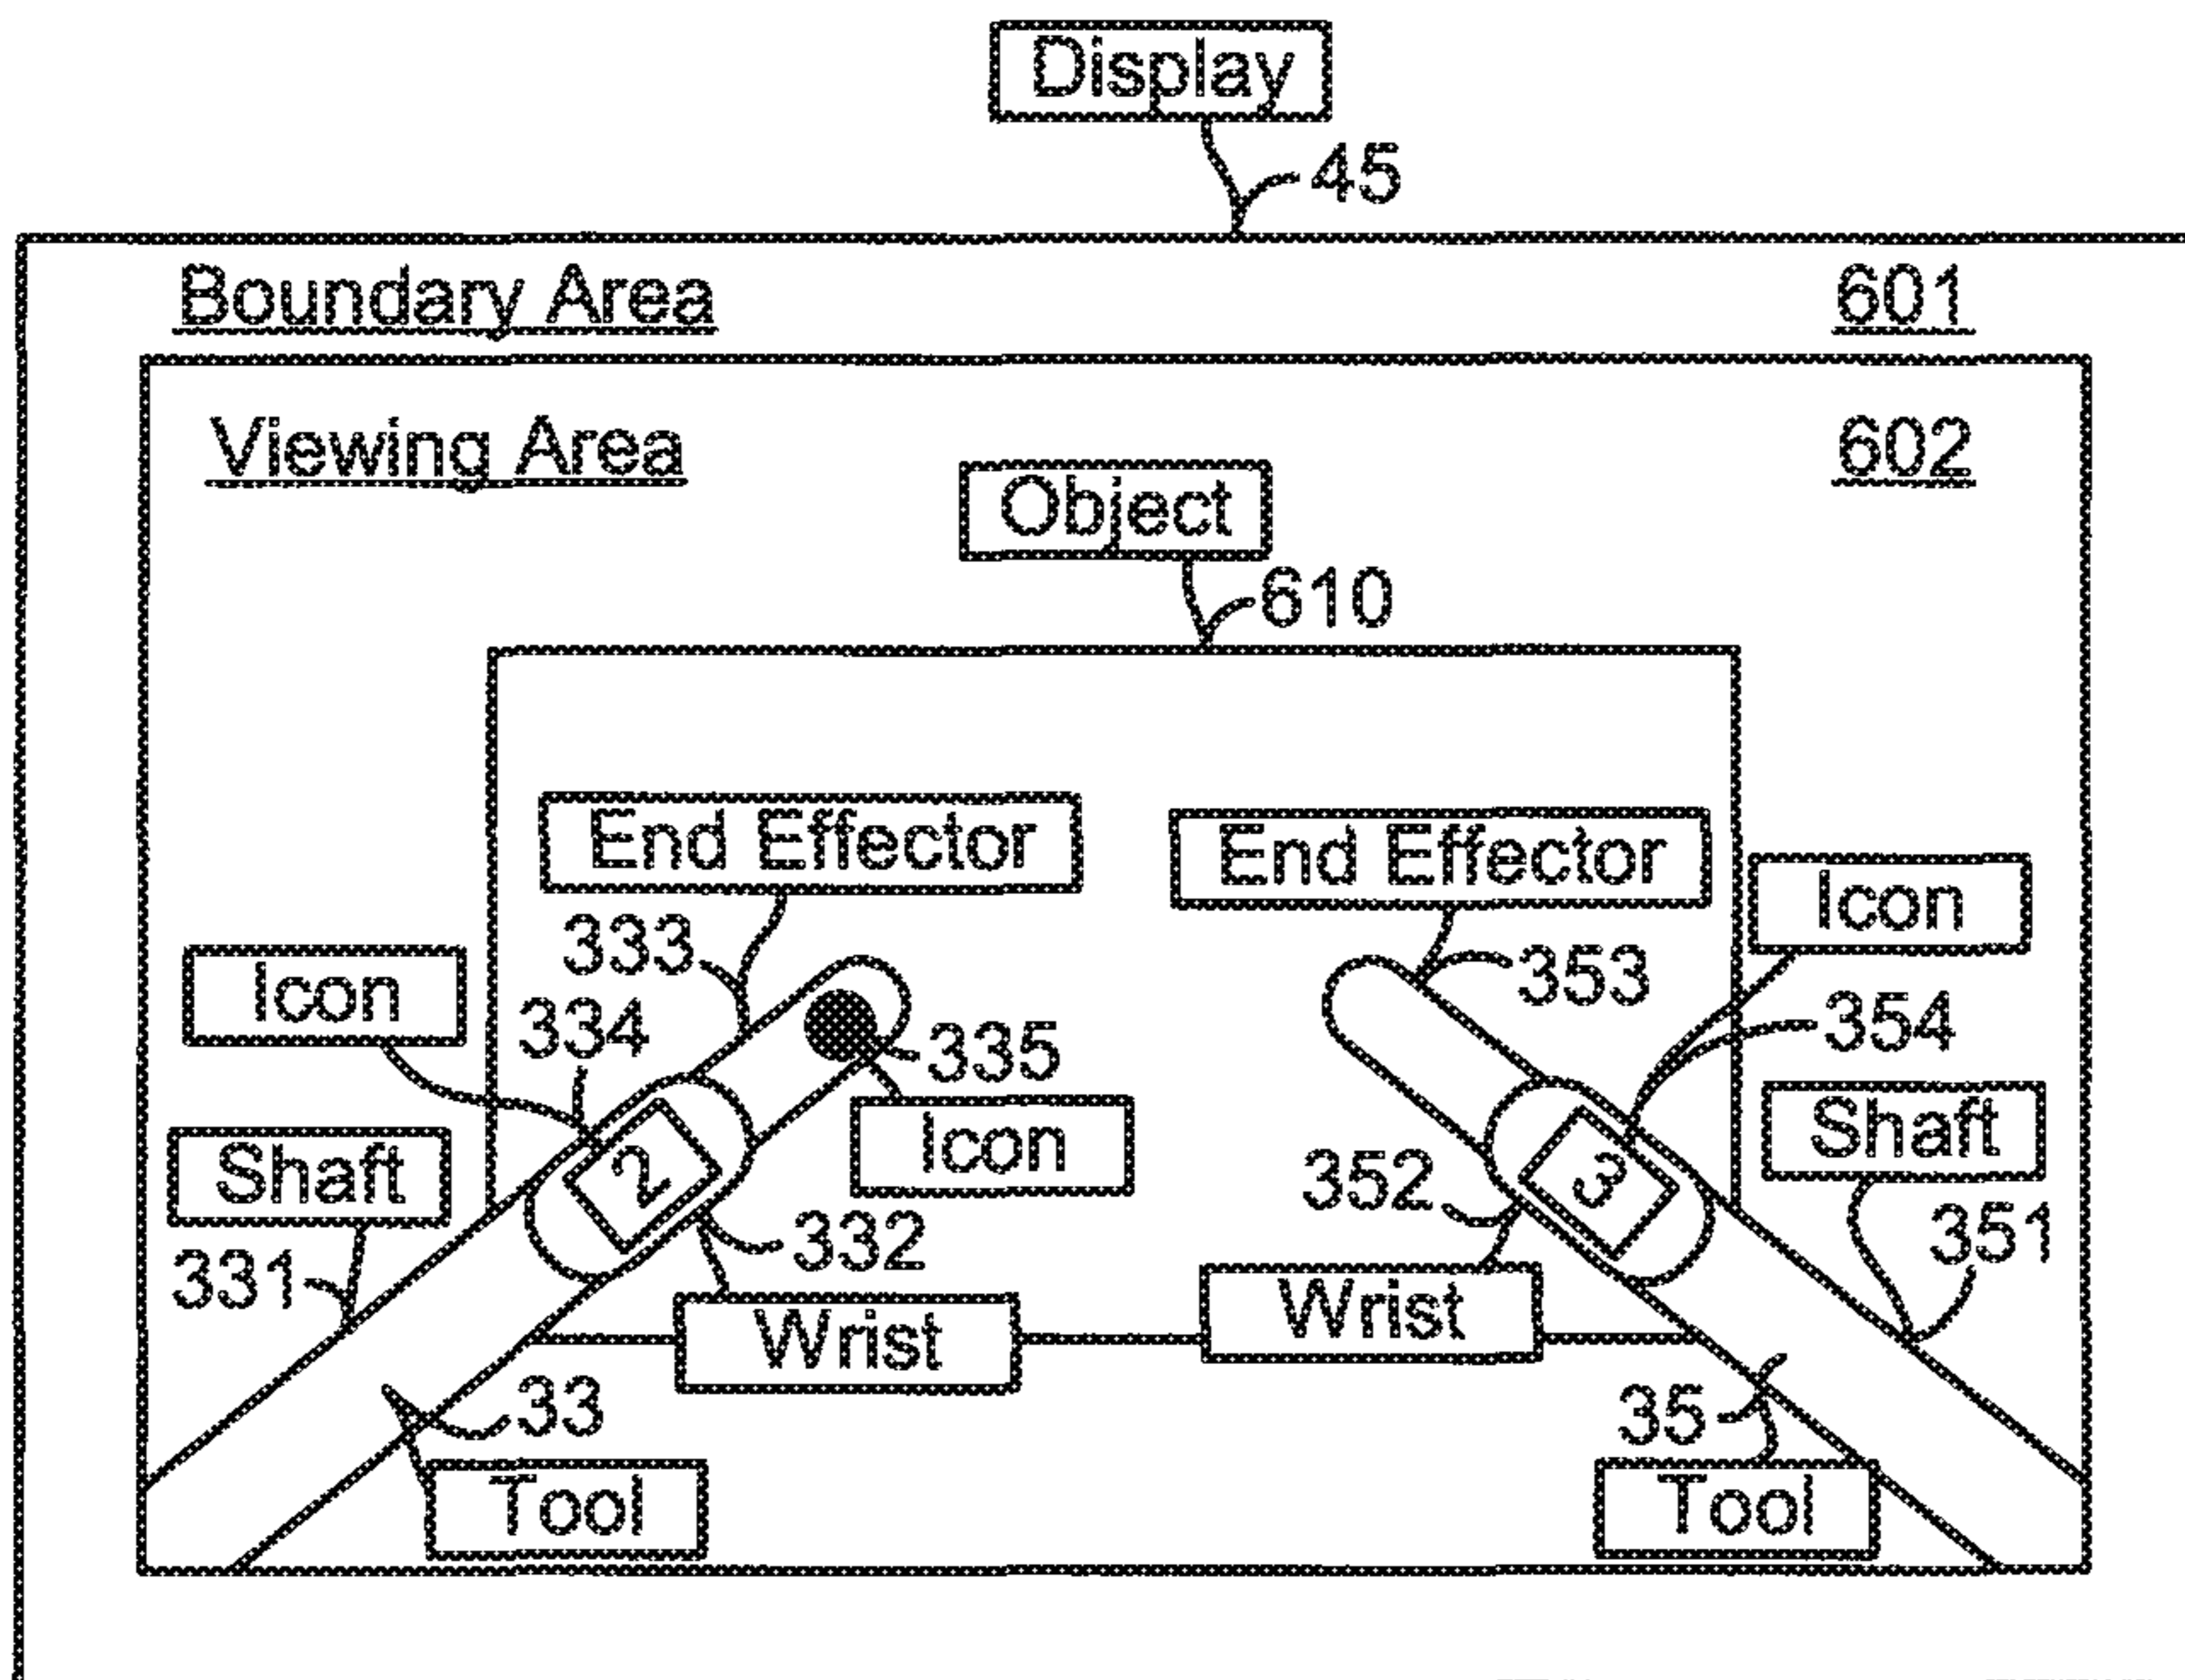 Display
45
Boundary Area 601
Viewing Area 602
Object
610
End Effector
End Effector
Icon
333
353
Icon
334
354
335
Icon
Shaft
Shaft
2
3
352
332
351
331
Wrist
Wrist
33
35
Tool
Tool